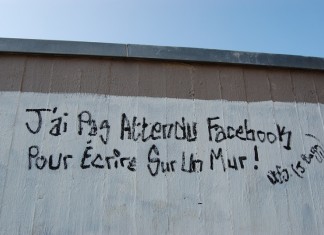 J'ai Pas Attendu Facebook
Pour Écrire Sur Un Mur !